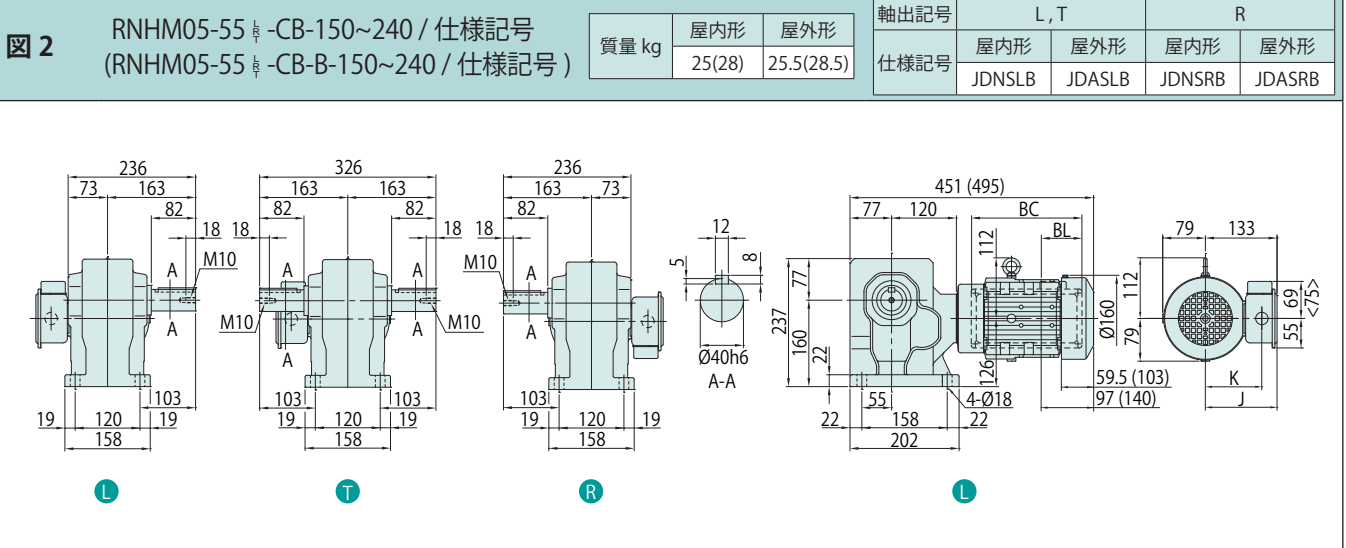 図 2
RNHM05-55 L R T -CB-150~240 / 仕様記号
(RNHM05-55 L R T -CB-B-150~240 / 仕様記号 )
質量 kg 屋内形 屋外形
25(28) 25.5(28.5)
軸出記号 L , T R
仕様記号 屋内形 屋外形 屋内形 屋外形
JDNSLB JDASLB JDNSRB JDASRB
236
73 163
82
18
M10
A
A
103
19 120 19
158
L
326
163 163
82 82
18 18
A A
M10 M10
A A
103 103
19 120 19
158
T
236
163 73
82
18
M10
A
A
103
19 120 19
158
R
12
5 8
Ø40h6
A-A
451 (495)
77 120 BC
BL
112
77
237
160
22
126
Ø160
59.5 (103)
97 (140)
4-Ø18
55
22 158 22
202
L
79 133
112
79
69
<75>
55
K
J